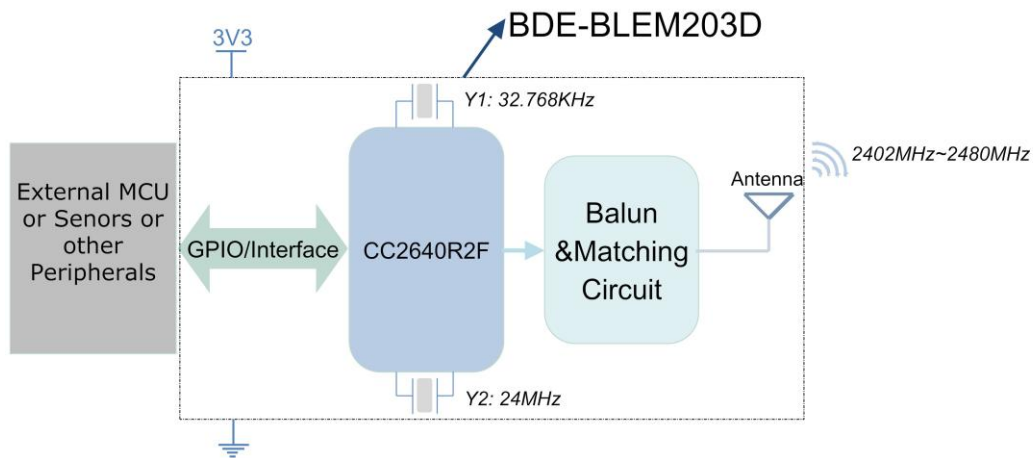 BDE-BLEM203D
3V3
Y1: 32.768KHz
2402MHz~2480MHz
External MCU
or Senors or
other
Peripherals
GPIO/Interface
CC2640R2F
Balun
&Matching
Circuit
Antenna
Y2: 24MHz